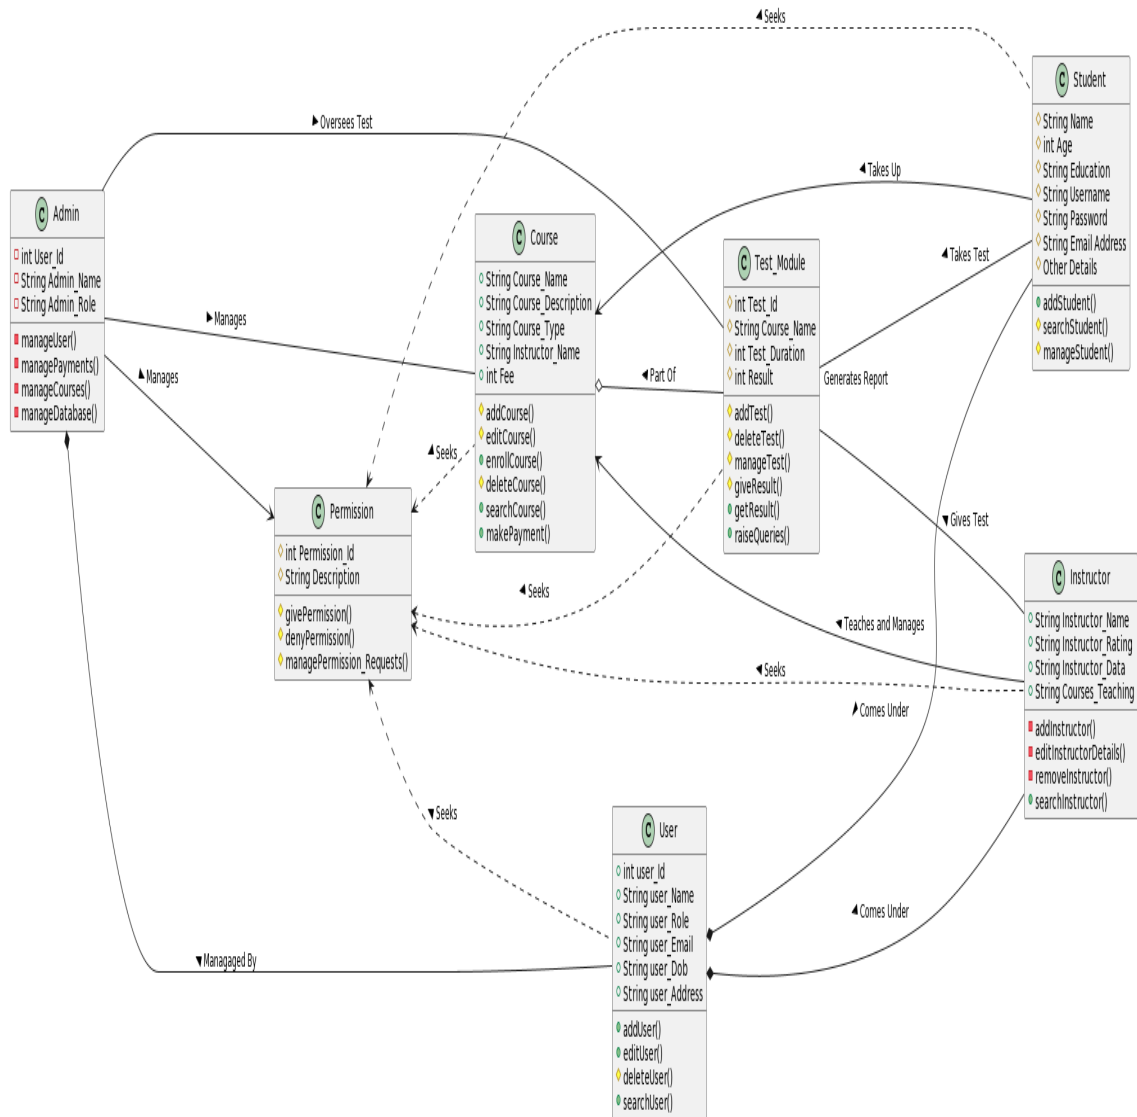 Seeks
Student
String Name
int Age
String Education
String Username
String Password
String Email Address
Other Details
addStudent()
searchStudent()
manageStudent()
Oversees Test
Takes Up
Takes Test
Admin
int User_Id
String Admin_Name
String Admin_Role
manageUser()
managePayments()
manageCourses()
manageDatabase()
Manages
Manages
Course
String Course_Name
String Course_Description
String Course_Type
String Instructor_Name
int Fee
addCourse()
editCourse()
enrollCourse()
deleteCourse()
searchCourse()
makePayment()
Part Of
Test_Module
int Test_Id
String Course_Name
int Test_Duration
int Result
addTest()
deleteTest()
manageTest()
giveResult()
getResult()
raiseQueries()
Generates Report
Seeks
Permission
int Permission_Id
String Description
givePermission()
denyPermission()
managePermission_Requests()
Seeks
Gives Test
Teaches and Manages
Seeks
Instructor
String Instructor_Name
String Instructor_Rating
String Instructor_Data
String Courses_Teaching
addInstructor()
editInstructorDetails()
removeInstructor()
searchInstructor()
Comes Under
Seeks
User
int user_Id
String user_Name
String user_Role
String user_Email
String user_Dob
String user_Address
addUser()
editUser()
deleteUser()
searchUser()
Comes Under
Managaged By